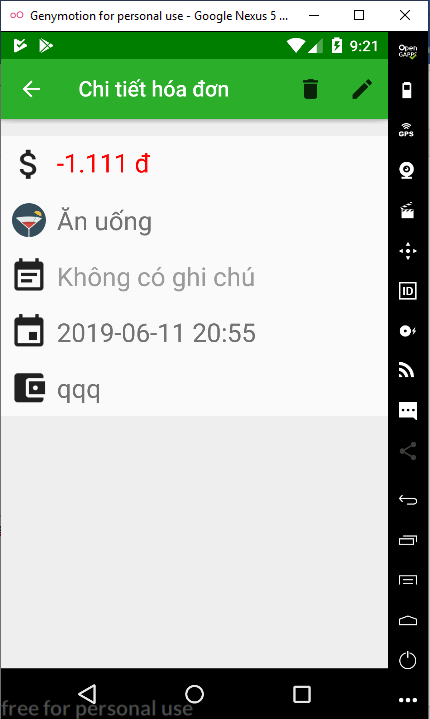 Genymotion for personal use - Google Nexus 5 ...
9:21
Open
GAPPS
Chi tiết hóa đơn
GPS
-1.111 đ
Ăn uống
Không có ghi chú
ID
2019-06-11 20:55
qqq
free for personal use